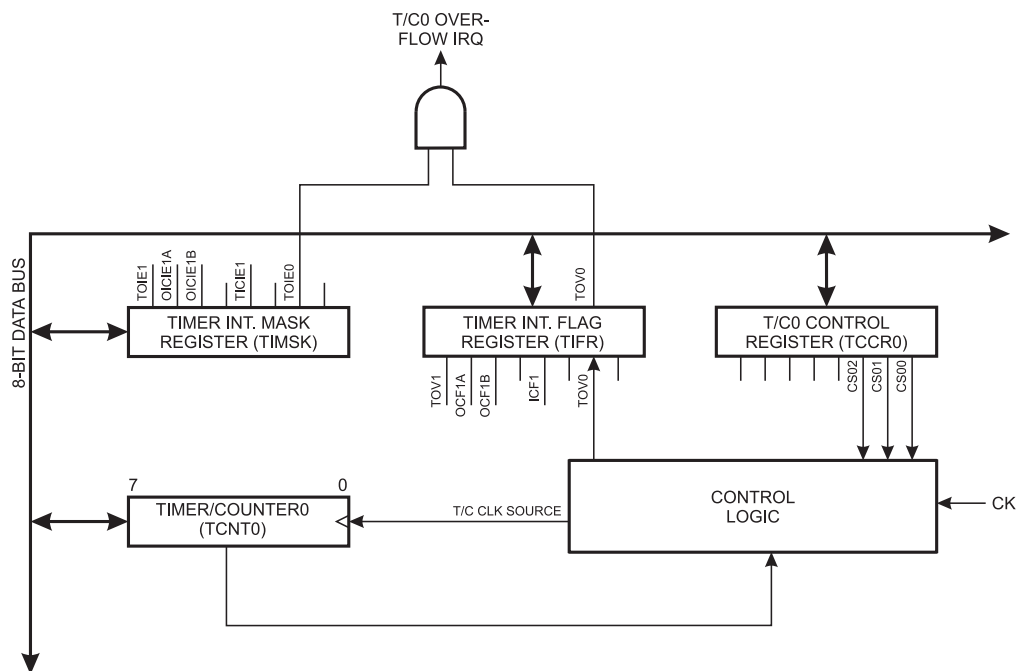 T/C0 OVER-
FLOW IRQ
8-BIT DATA BUS
TOIE1
OICIE1A
OICIE1B
TICIE1
TOIE0
TOV0
TIMER INT. MASK
REGISTER (TIMSK)
TIMER INT. FLAG
REGISTER (TIFR)
T/C0 CONTROL
REGISTER (TCCR0)
TOV1
OCF1A
OCF1B
ICF1
TOV0
CS02
CS01
CS00
7
0
TIMER/COUNTER0
(TCNT0)
T/C CLK SOURCE
CONTROL
LOGIC
CK